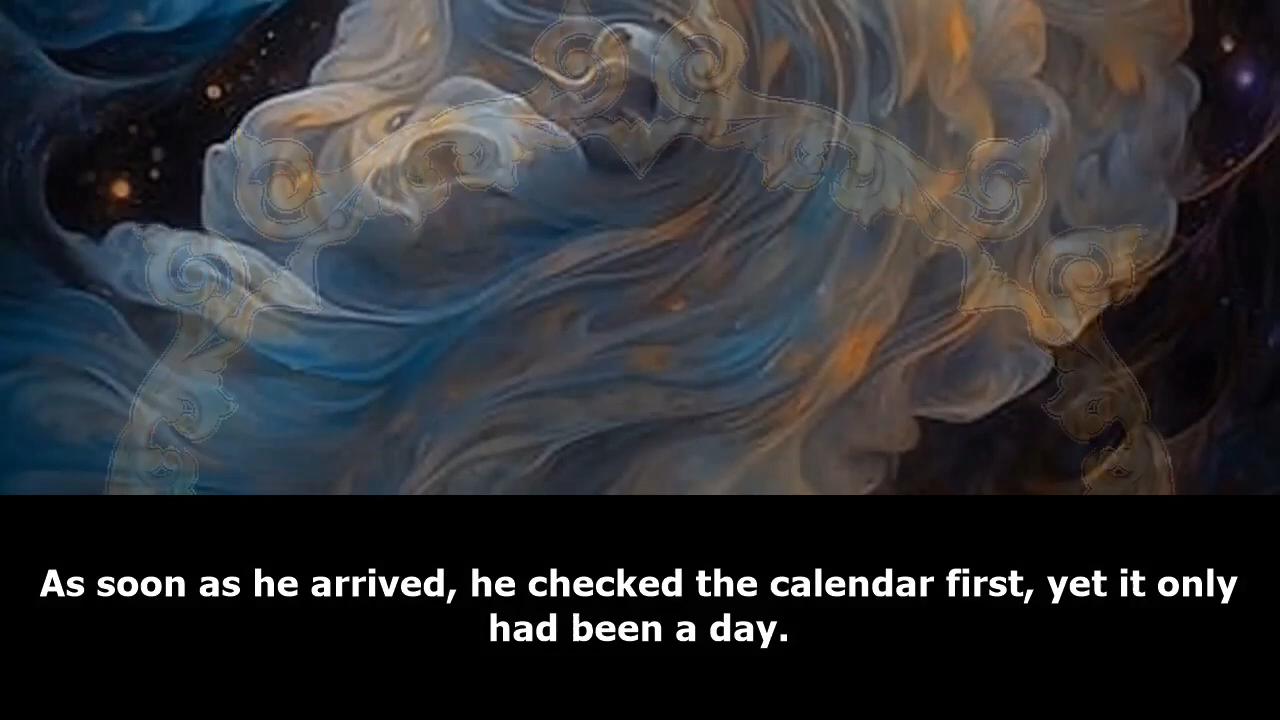 As soon as he arrived, he checked the calendar first, yet it only
had been a day.